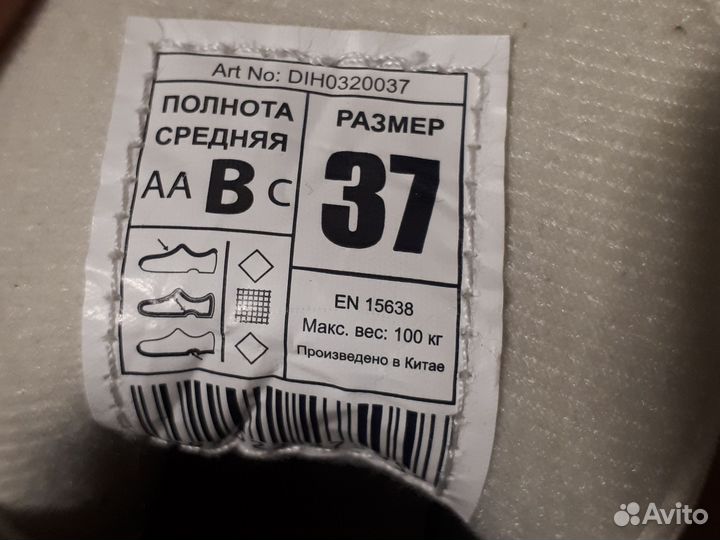 Art No: DIH0320037
ПОЛНОТА
СРЕДНЯЯ
AA B C
РАЗМЕР
37
EN 15638
Макс. вес: 100 кг
Произведено в Китае
Avito